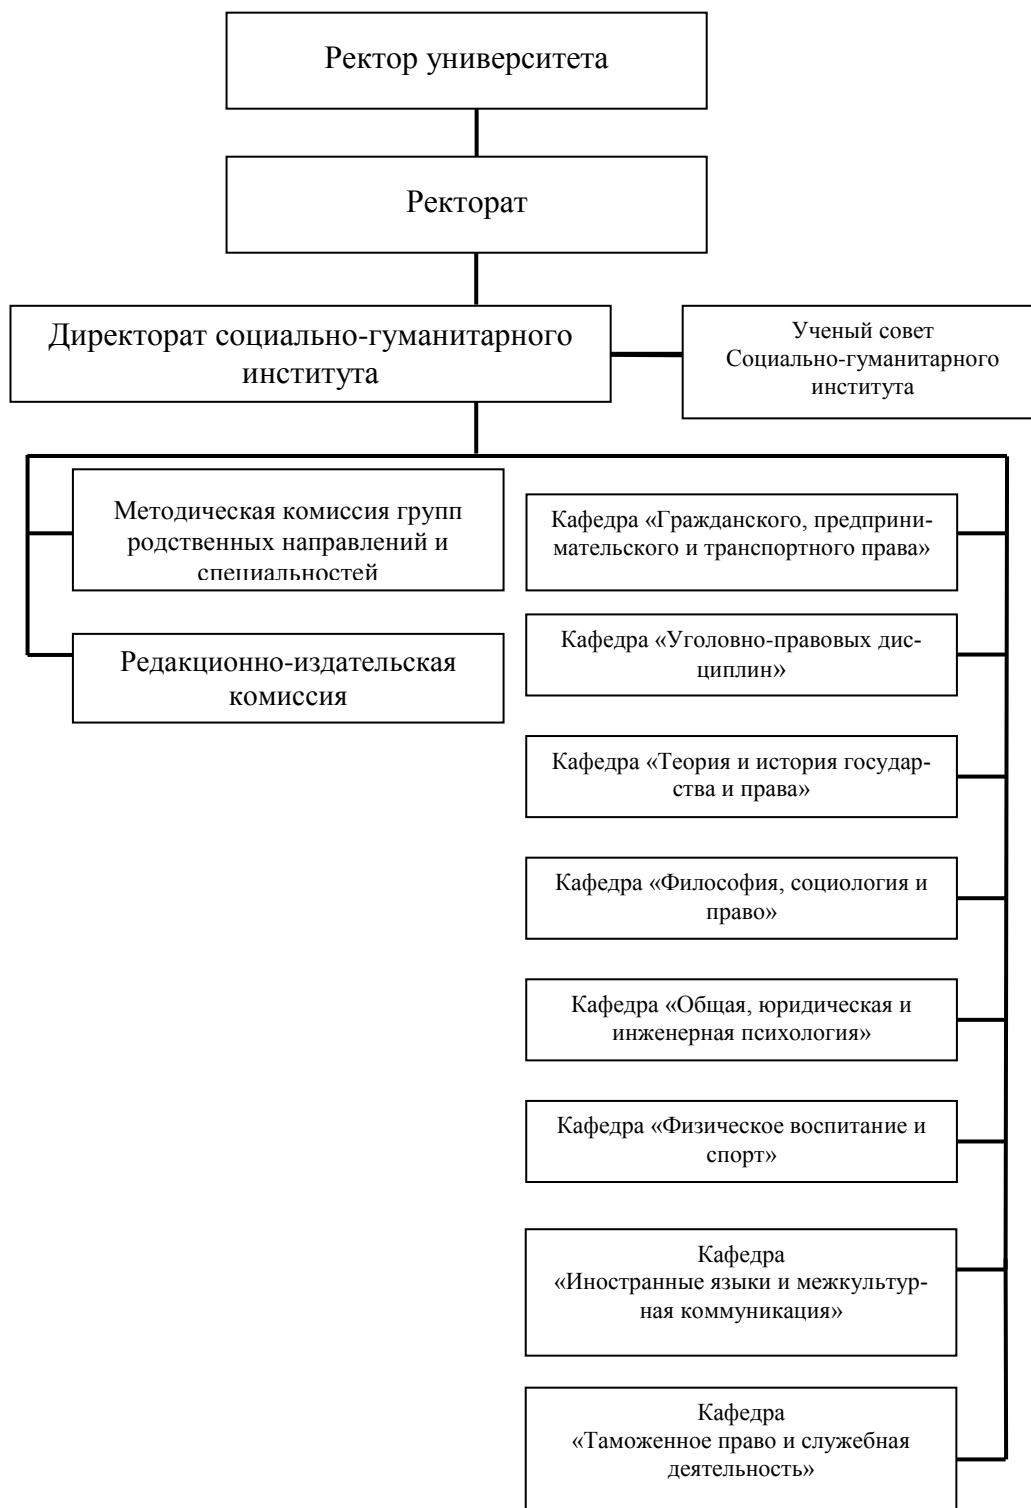 Ректор университета
Ректорат
Директорат социально-гуманитарного
института
Ученый совет
Социально-гуманитарного
института
Методическая комиссия групп
родственных направлений и
специальностей
Редакционно-издательская
комиссия
Кафедра «Гражданского, предприни-
мательского и транспортного права»
Кафедра «Уголовно-правовых дис-
циплин»
Кафедра «Теория и история государ-
ства и права»
Кафедра «Философия, социология и
право»
Кафедра «Общая, юридическая и
инженерная психология»
Кафедра «Физическое воспитание и
спорт»
Кафедра
«Иностранные языки и межкультур-
ная коммуникация»
Кафедра
«Таможенное право и служебная
деятельность»